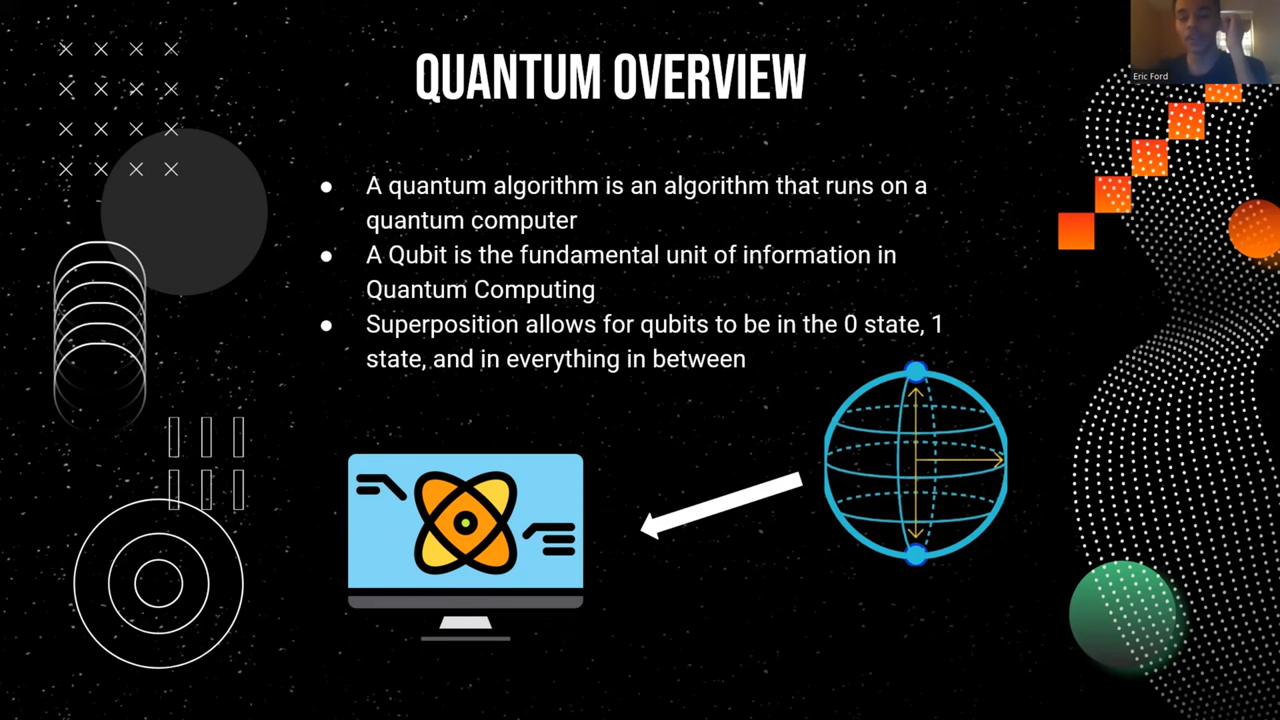 QUANTUM OVERVIEW
Eric Ford
● A quantum algorithm is an algorithm that runs on a
quantum computer
● A Qubit is the fundamental unit of information in
Quantum Computing
● Superposition allows for qubits to be in the 0 state, 1
state, and in everything in between